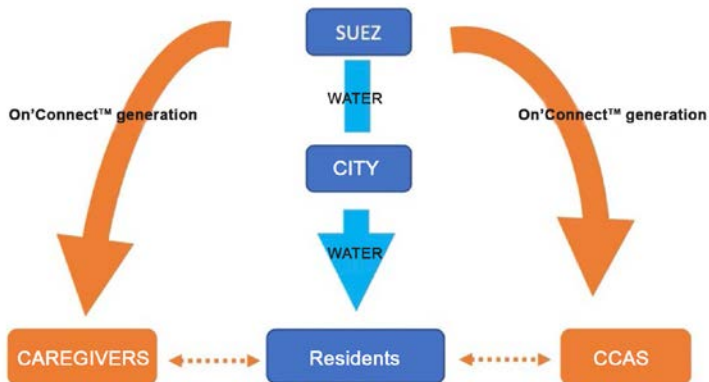 SUEZ
WATER
On'Connect™ generation
On'Connect™ generation
CITY
WATER
CAREGIVERS
Residents
CCAS